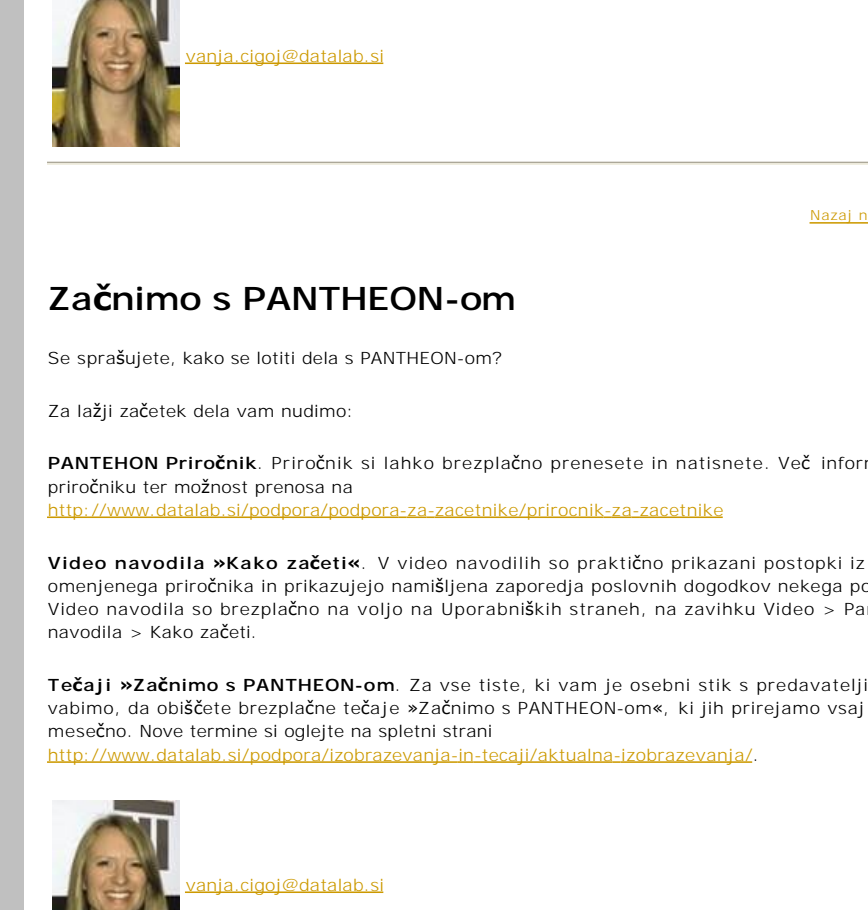 vanja.cigoj@datalab.si
Nazaj n
Začnimo s PANTHEON-om
Se sprašujete, kako se lotiti dela s PANTHEON-om?
Za lažji začetek dela vam nudimo:
PANTEHON Priročnik. Priročnik si lahko brezplačno prenesete in natisnete. Več infor
priročniku ter možnost prenosa na
http://www.datalab.si/podpora/podpora-za-zacetnike/prirocnik-za-zacetnike
Video navodila »Kako začeti«. V video navodilih so praktično prikazani postopki iz
omenjenega priročnika in prikazujejo namišljena zaporedja poslovnih dogodkov nekega po
Video navodila so brezplačno na voljo na Uporabniških straneh, na zavihku Video > Pa
navodila > Kako začeti.
Tečaji »Začnimo s PANTHEON-om. Za vse tiste, ki vam je osebni stik s predavatelji
vabimo, da obiščete brezplačne tečaje »Začnimo s PANTHEON-om«, ki jih prirejamo vsaj
mesečno. Nove termine si oglejte na spletni strani
http://www.datalab.si/podpora/izobrazevanja-in-tecaji/aktualna-izobrazevanja/.
vanja.cigoj@datalab.si